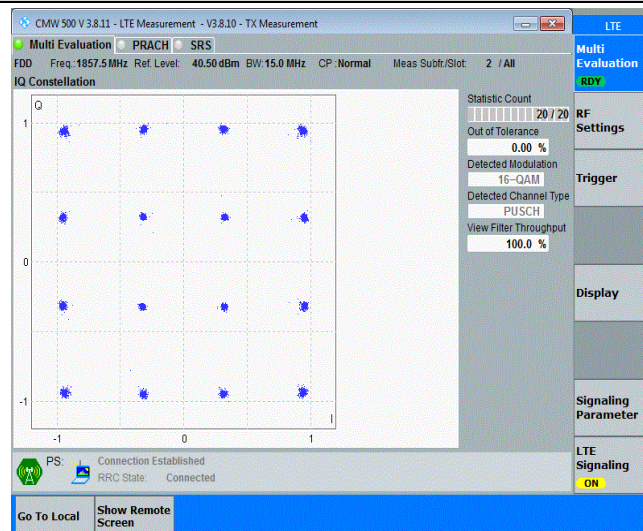 CMW 500 V 3.8.11 - LTE Measurement - V3.8.10 - TX Measurement
LTE
Multi Evaluation PRACH SRS
FDD Freq.:1857.5 MHz Ref. Level: 40.50 dBm BW:15.0 MHz CP :Normal Meas Subfr./Slot: 2 / All
IQ Constellation
Q
1
0
-1
-1 0 1
I
Statistic Count
20 / 20
Out of Tolerance
0.00 %
Detected Modulation
16-QAM
Detected Channel Type
PUSCH
View Filter Throughput
100.0 %
Multi
Evaluation
RDY
RF
Settings
Trigger
Display
Signaling
Parameter
LTE
Signaling
ON
PS: Connection Established
RRC State: Connected
Go To Local
Show Remote
Screen